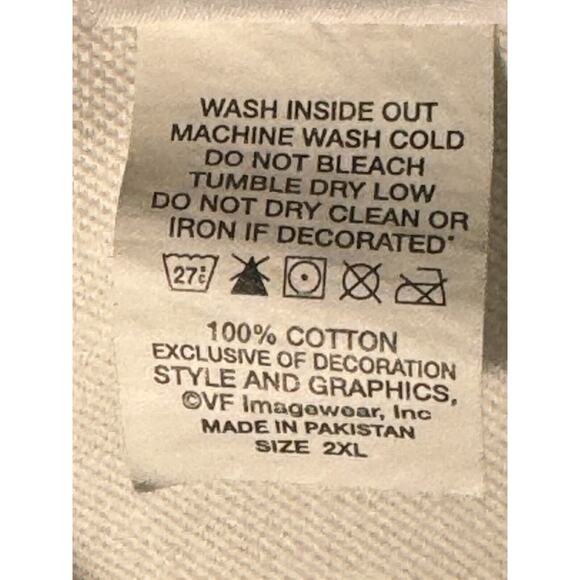 WASH INSIDE OUT
MACHINE WASH COLD
DO NOT BLEACH
TUMBLE DRY LOW
DO NOT DRY CLEAN OR
IRON IF DECORATED*
27°C
100% COTTON
EXCLUSIVE OF DECORATION
STYLE AND GRAPHICS,
©VF Imagewear, Inc
MADE IN PAKISTAN
SIZE 2XL